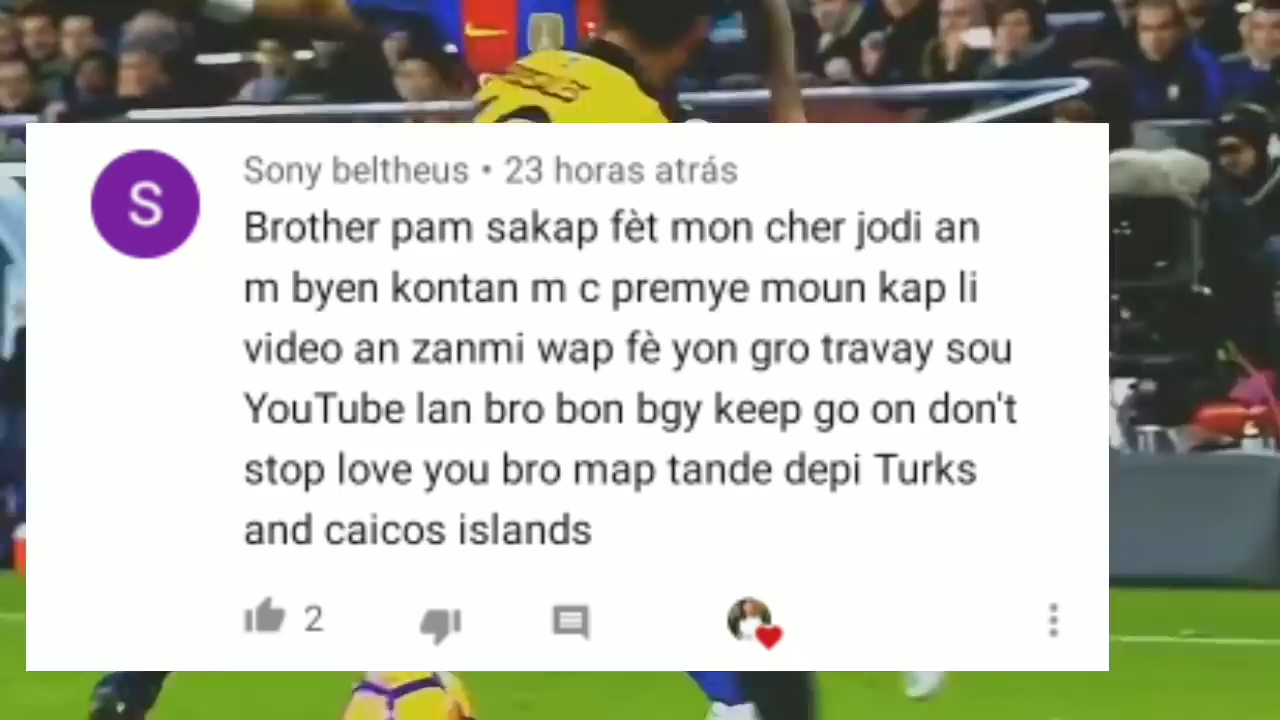 S
Sony beltheus • 23 horas atrás
Brother pam sakap fèt mon cher jodi an
m byen kontan m c premye moun kap li
video an zanmi wap fè yon gro travay sou
YouTube lan bro bon bgy keep go on don't
stop love you bro map tande depi Turks
and caicos islands
2